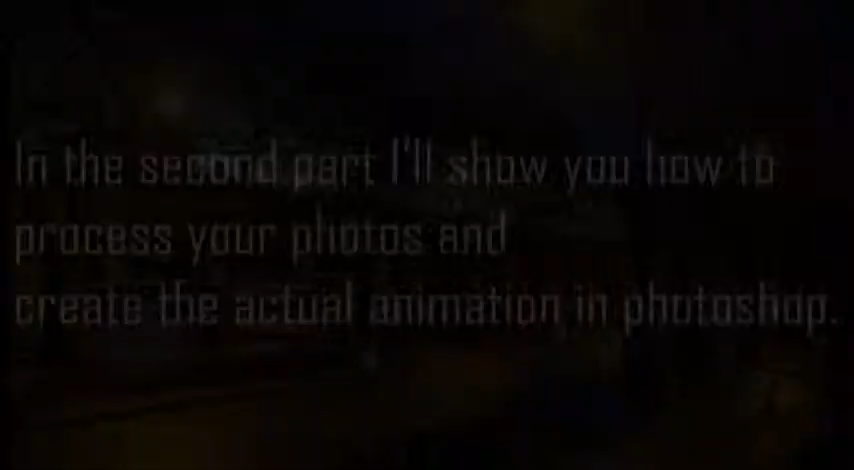 In the second part I'll show you how to
process your photos and
create the actual animation in photoshop.